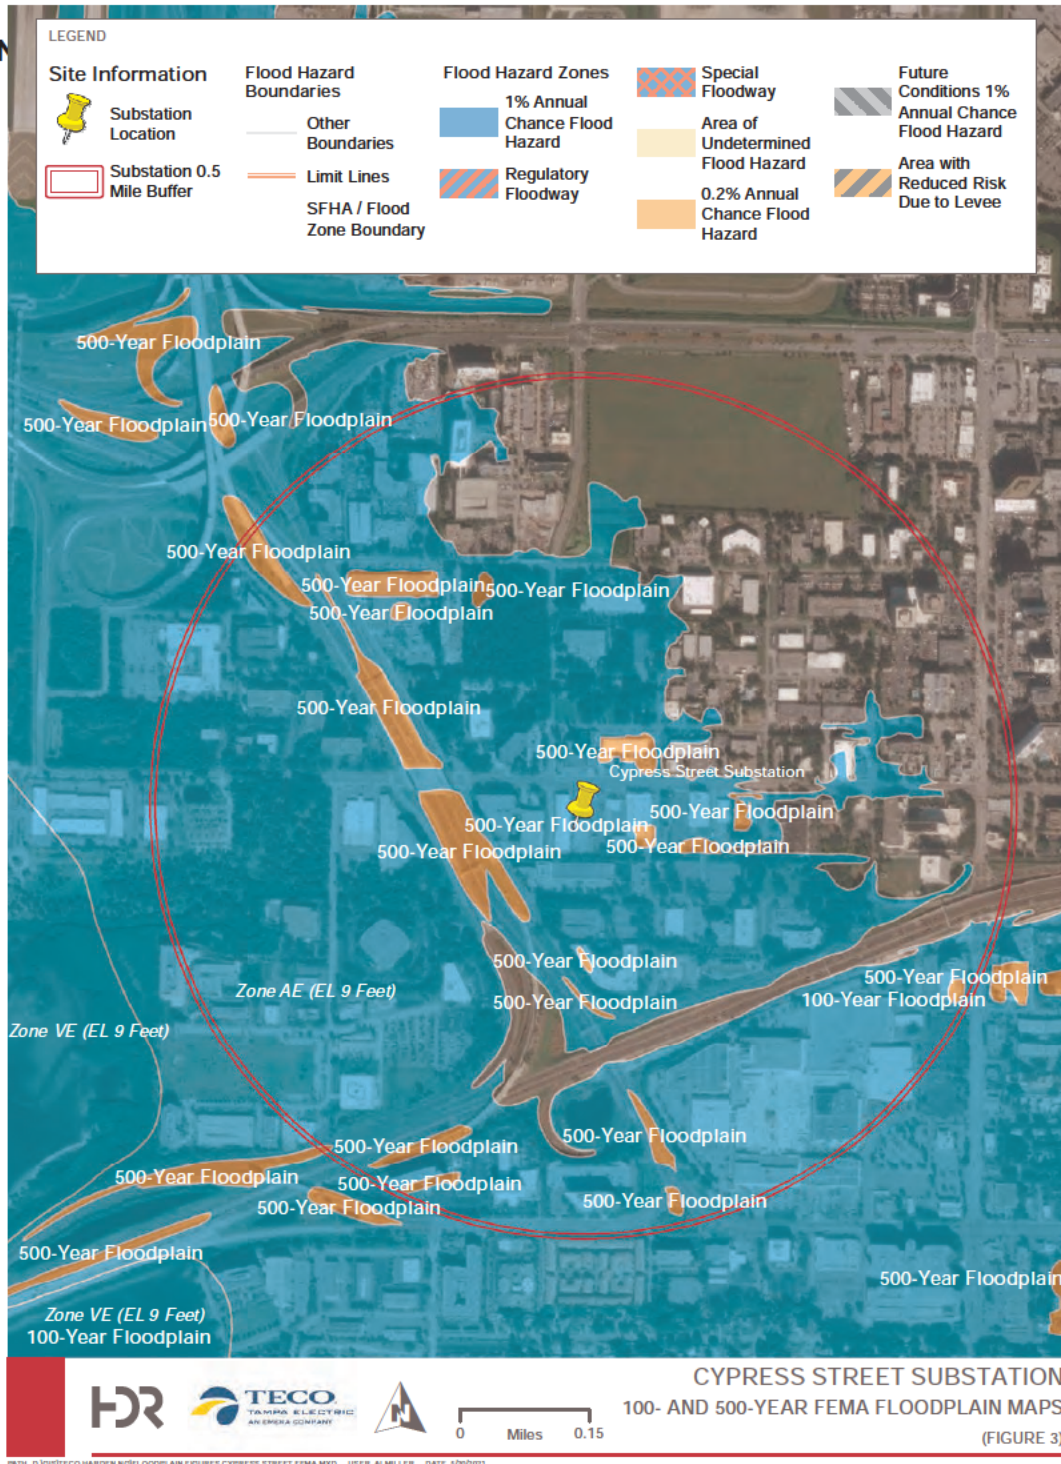 LEGEND
Site Information
Substation
Location
Substation 0.5
Mile Buffer
Flood Hazard
Boundaries
Other
Boundaries
Limit Lines
SFHA / Flood
Zone Boundary
Flood Hazard Zones
1% Annual
Chance Flood
Hazard
Regulatory
Floodway
Special
Floodway
Area of
Undetermined
Flood Hazard
0.2% Annual
Chance Flood
Hazard
Future
Conditions 1%
Annual Chance
Flood Hazard
Area with
Reduced Risk
Due to Levee
500-Year Floodplain
500-Year Floodplain
500-Year Floodplain
500-Year Floodplain
500-Year Floodplain
500-Year Floodplain
500-Year Floodplain
500-Year Floodplain
500-Year Floodplain
Cypress Street Substation
500-Year Floodplain
500-Year Floodplain
500-Year Floodplain
500-Year Floodplain
500-Year Floodplain
500-Year Floodplain
100-Year Floodplain
Zone AE (EL 9 Feet)
500-Year Floodplain
Zone VE (EL 9 Feet)
500-Year Floodplain
500-Year Floodplain
500-Year Floodplain
500-Year Floodplain
500-Year Floodplain
500-Year Floodplain
500-Year Floodplain
500-Year Floodplain
Zone VE (EL 9 Feet)
100-Year Floodplain
HDR
TECO
TAMPA ELECTRIC
AN EMERA COMPANY
N
0 Miles 0.15
CYPRESS STREET SUBSTATION
100- AND 500-YEAR FEMA FLOODPLAIN MAPS
(FIGURE 3)